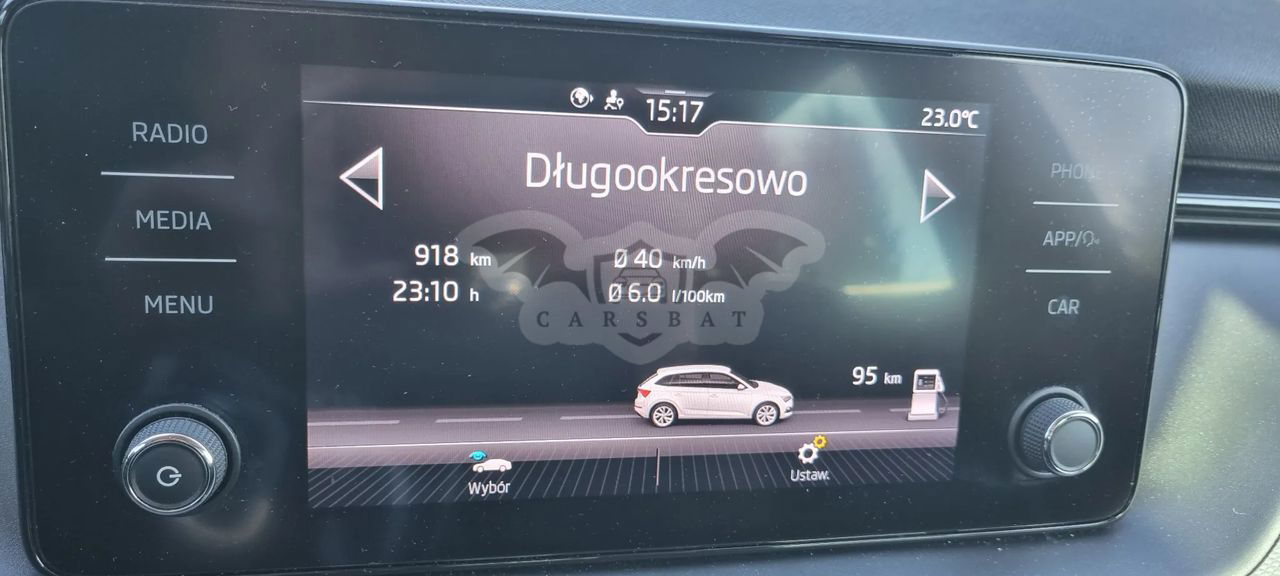 15:17
23.0°C
RADIO
MEDIA
MENU
Długookresowo
918 km
Ø 40 km/h
23:10 h
Ø 6.0 l/100km
CARSBAT
95 km
Wybór
Ustaw.
PHONE
APP/
CAR